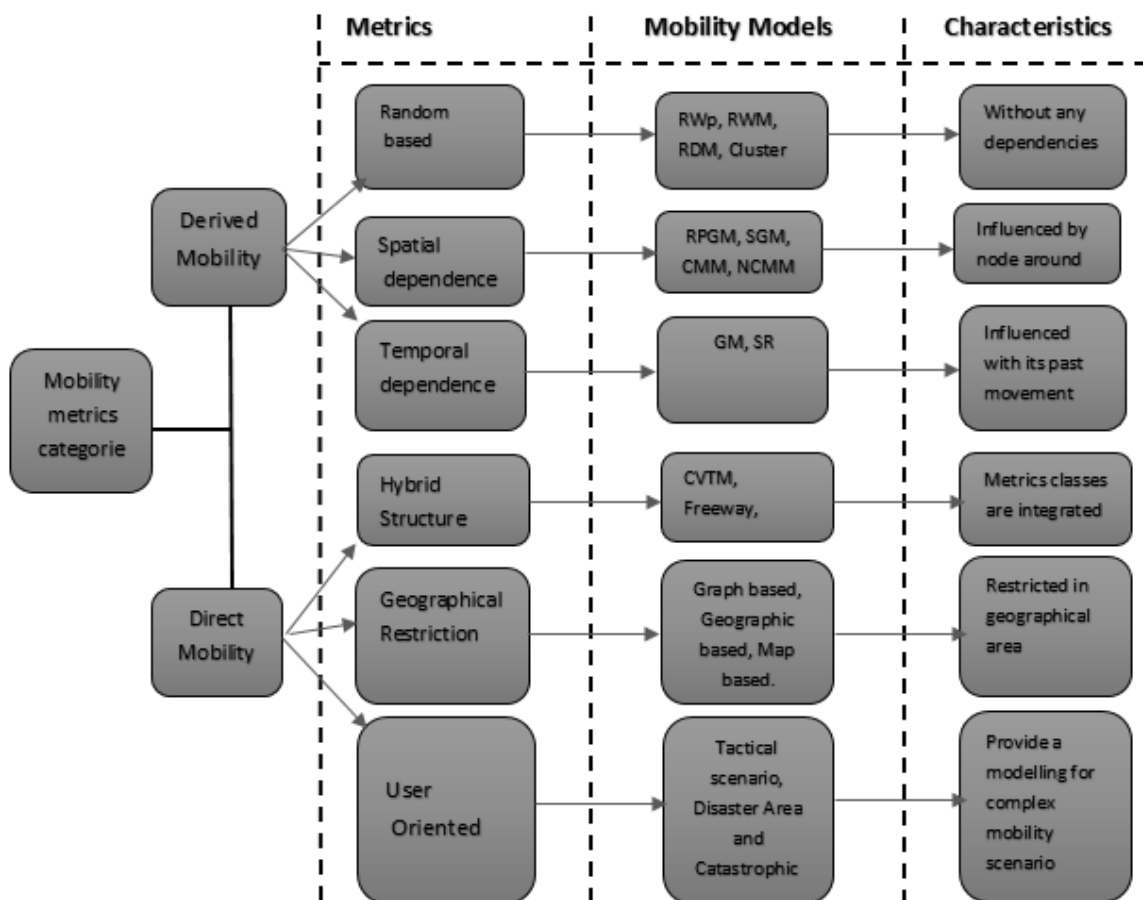 Metrics
Mobility Models
Characteristics
Random
based
RWp, RWM,
RDM, Cluster
Without any
dependencies
Derived
Mobility
Spatial
dependence
RPGM, SGM,
CMM, NCMM
Influenced by
node around
Temporal
dependence
GM, SR
Influenced
with its past
movement
Mobility
metrics
categorie
Hybrid
Structure
CVTM,
Freeway,
Metrics classes
are integrated
Direct
Mobility
Geographical
Restriction
Graph based,
Geographic
based, Map
based.
Restricted in
geographical
area
User
Oriented
Tactical
scenario,
Disaster Area
and
Catastrophic
Provide a
modelling for
complex
mobility
scenario